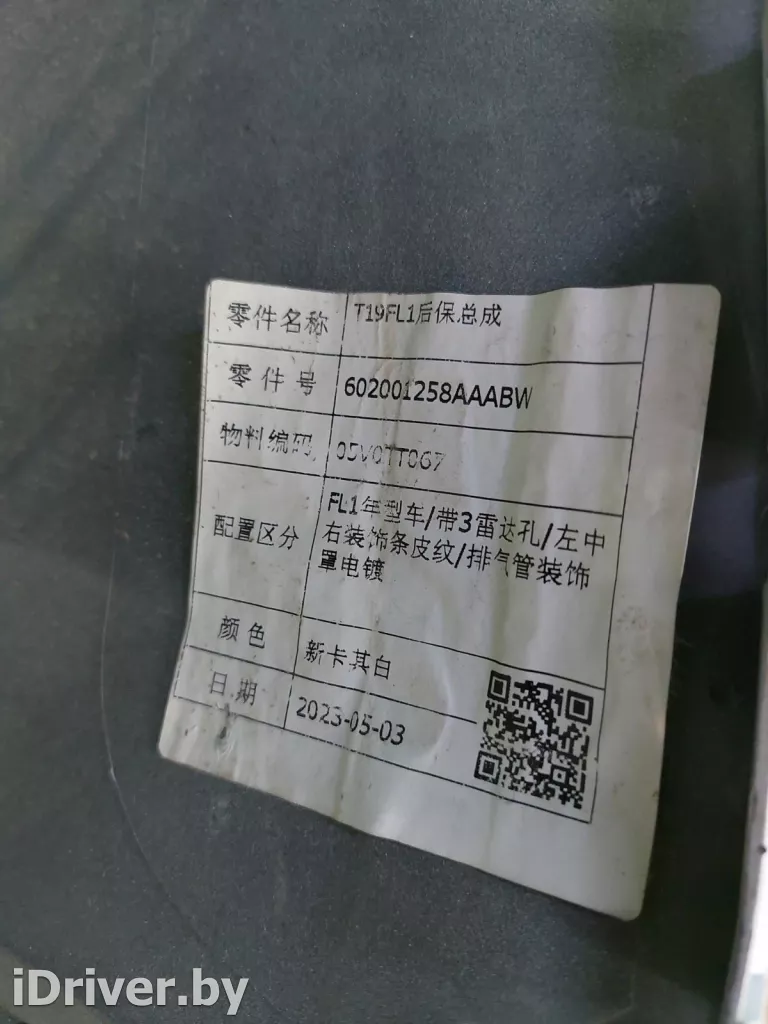 零件名称 T19FL1后保总成
零件号 602001258AAABW
物料编码 05V0TT067
配置区分 FL1年型车/带3雷达孔/左中
右装饰条皮纹/排气管装饰
罩电镀
颜色 新卡其白
日期 2023-05-03
iDriver.by